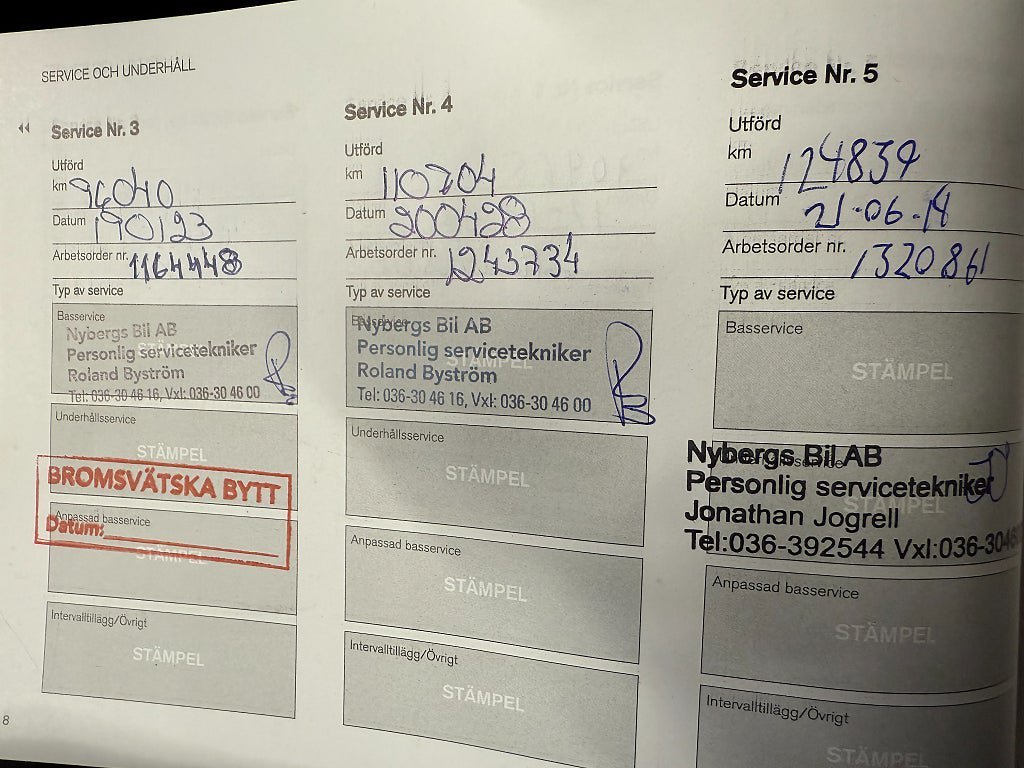 SERVICE OCH UNDERHÅLL
Service Nr. 3
Utförd
km 96040
Datum 190123
Arbetsorder nr. 1164448
Typ av service
Basservice
Nybergs Bil AB
Personlig servicetekniker
Roland Byström
Tel: 036-30 46 16, Vxl: 036-30 46 00
Underhållsservice
STÄMPEL
BROMSVÄTSKA BYTT
Anpassad basservice
Datum:
STÄMPEL
Intervalltillägg/Övrigt
STÄMPEL
8
Service Nr. 4
Utförd
km 110704
Datum 200428
Arbetsorder nr. 1243734
Typ av service
Basservice
Nybergs Bil AB
Personlig servicetekniker
STÄMPEL
Roland Byström
Tel: 036-30 46 16, Vxl: 036-30 46 00
Underhållsservice
STÄMPEL
Anpassad basservice
STÄMPEL
Intervalltillägg/Övrigt
STÄMPEL
Service Nr. 5
Utförd
km 124839
Datum 21-06-18
Arbetsorder nr. 1320861
Typ av service
Basservice
STÄMPEL
Nybergs Bil AB
Personlig servicetekniker
STÄMPEL
Jonathan Jogrell
Tel:036-392544 Vxl:036-3046
Anpassad basservice
STÄMPEL
Intervalltillägg/Övrigt
STÄMPEL